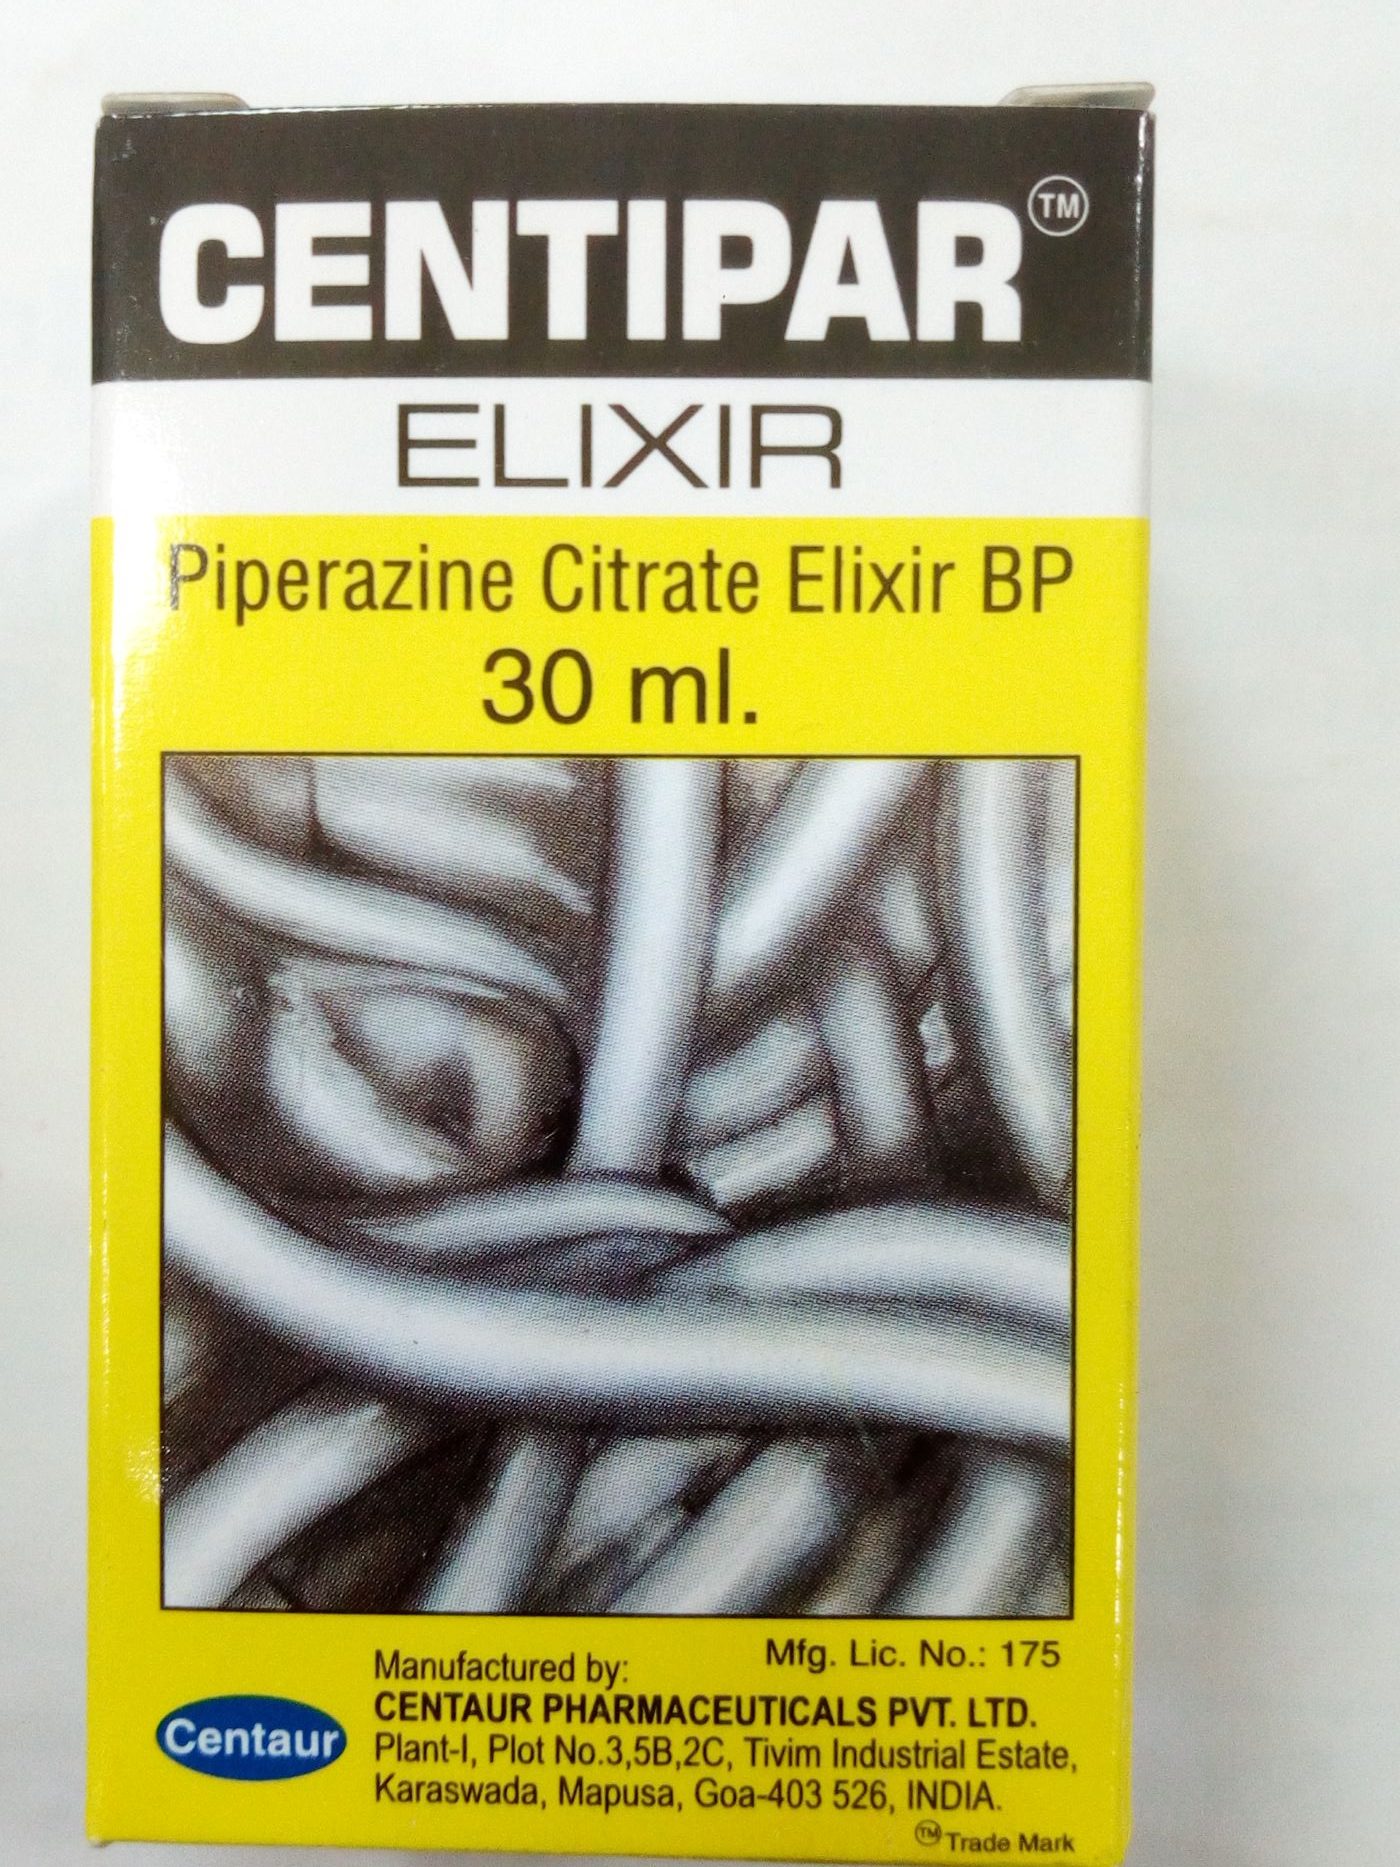 CENTIPAR™
ELIXIR
Piperazine Citrate Elixir BP
30 ml.
Mfg. Lic. No.: 175
Manufactured by:
CENTAUR PHARMACEUTICALS PVT. LTD.
Plant-I, Plot No.3,5B,2C, Tivim Industrial Estate,
Karaswada, Mapusa, Goa-403 526, INDIA.
Centaur
™ Trade Mark